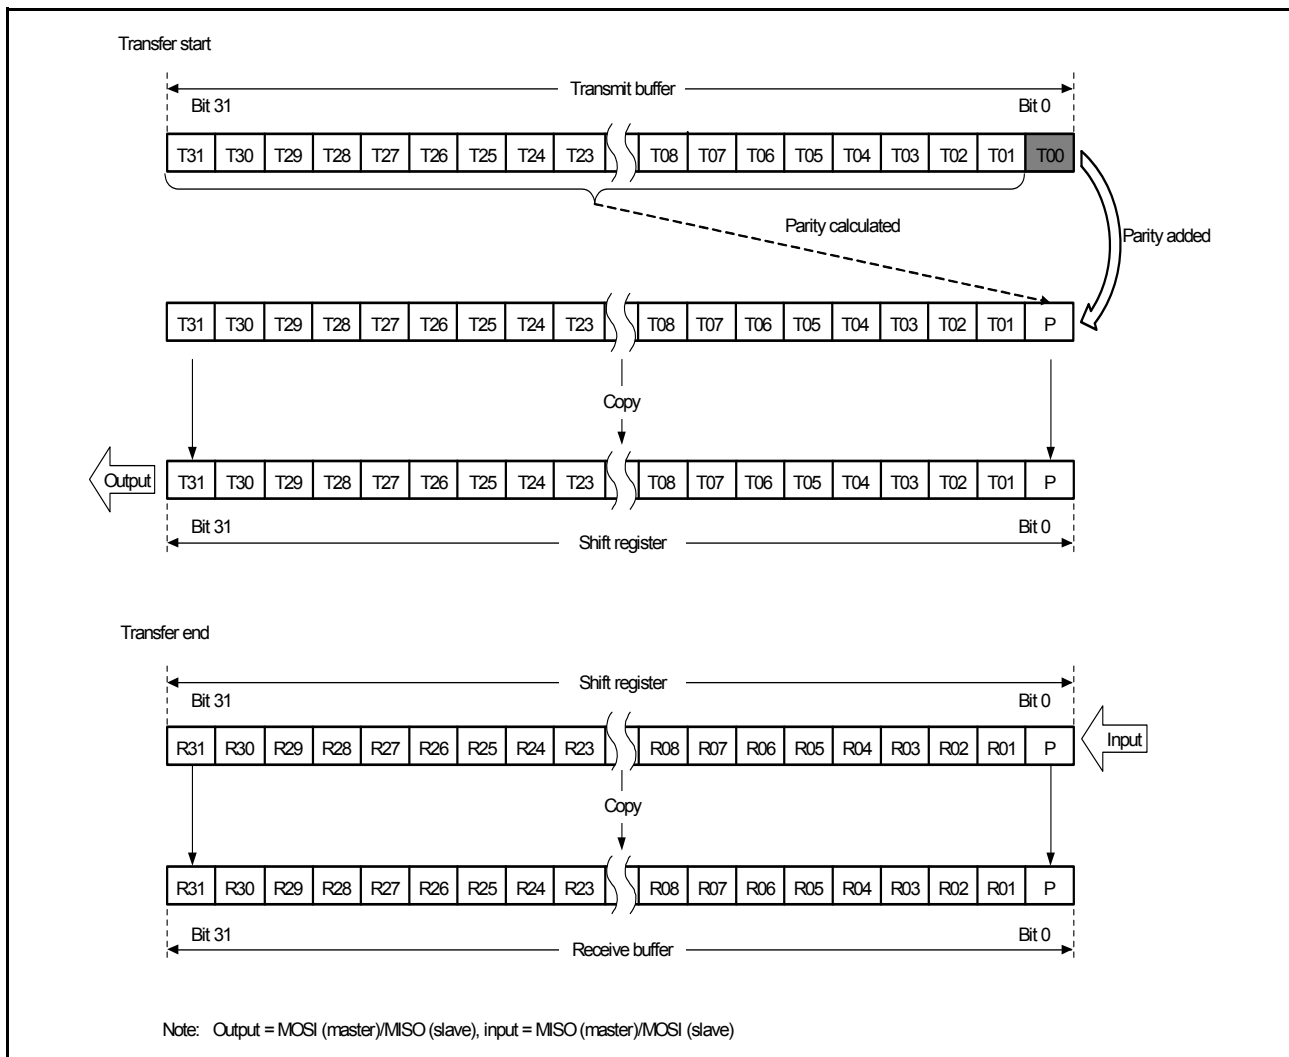 Transfer start
Transmit buffer
Bit 31 Bit 0
T31 T30 T29 T28 T27 T26 T25 T24 T23 T08 T07 T06 T05 T04 T03 T02 T01 T00
Parity calculated
Parity added
T31 T30 T29 T28 T27 T26 T25 T24 T23 T08 T07 T06 T05 T04 T03 T02 T01 P
Copy
Output
T31 T30 T29 T28 T27 T26 T25 T24 T23 T08 T07 T06 T05 T04 T03 T02 T01 P
Bit 31 Bit 0
Shift register
Transfer end
Shift register
Bit 31 Bit 0
R31 R30 R29 R28 R27 R26 R25 R24 R23 R08 R07 R06 R05 R04 R03 R02 R01 P
Input
Copy
R31 R30 R29 R28 R27 R26 R25 R24 R23 R08 R07 R06 R05 R04 R03 R02 R01 P
Bit 31 Bit 0
Receive buffer
Note: Output = MOSI (master)/MISO (slave), input = MISO (master)/MOSI (slave)